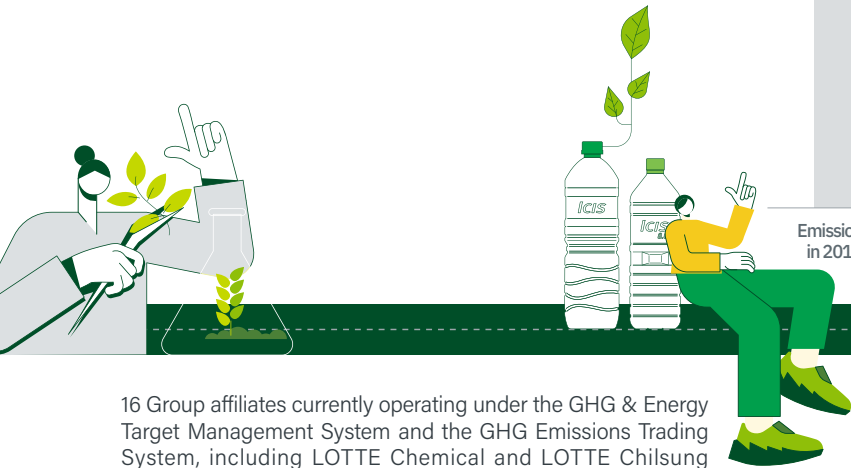 ICIS
ICIS
Emissio
in 201
16 Group affiliates currently operating under the GHG & Energy
Target Management System and the GHG Emissions Trading
System, including LOTTE Chemical and LOTTE Chilsung